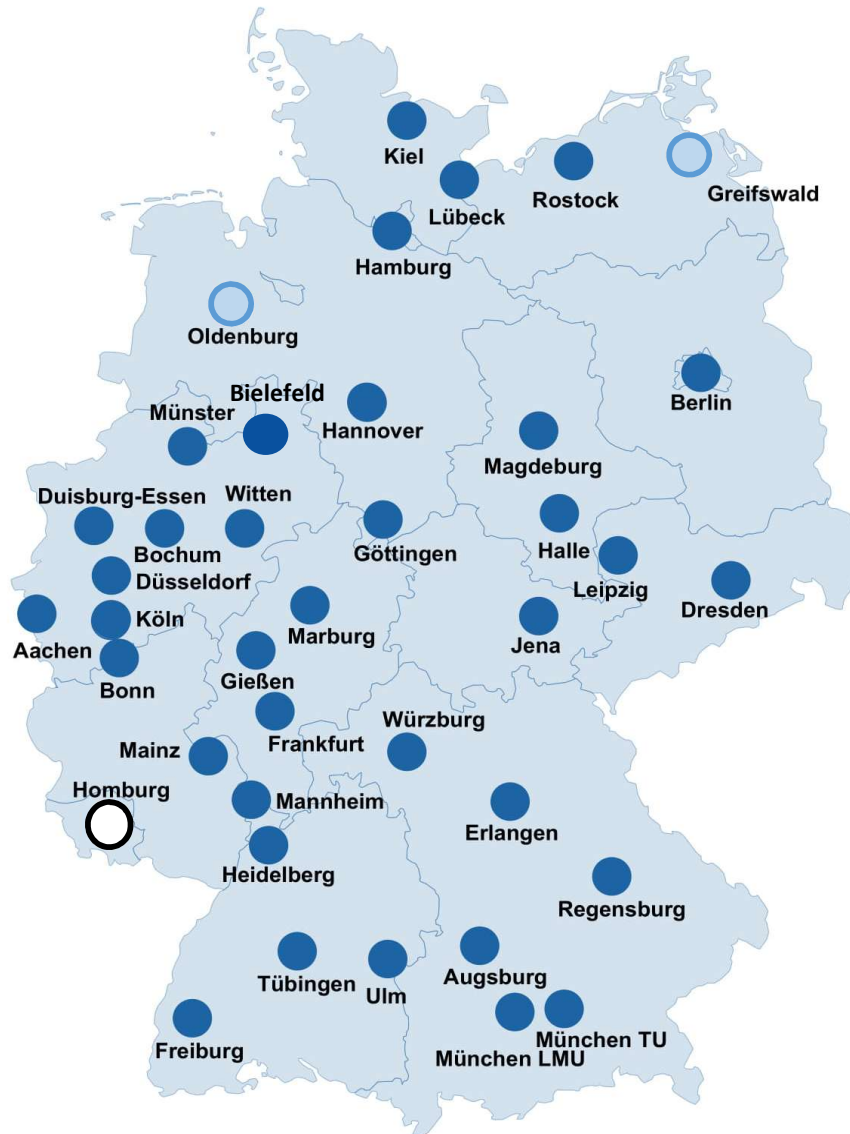 Kiel
Lübeck
Rostock
Greifswald
Hamburg
Oldenburg
Bielefeld
Münster
Hannover
Berlin
Magdeburg
Duisburg-Essen
Witten
Bochum
Göttingen
Halle
Leipzig
Düsseldorf
Dresden
Köln
Marburg
Jena
Aachen
Gießen
Bonn
Würzburg
Frankfurt
Mainz
Homburg
Mannheim
Erlangen
Heidelberg
Regensburg
Augsburg
Tübingen
Ulm
München TU
Freiburg
München LMU